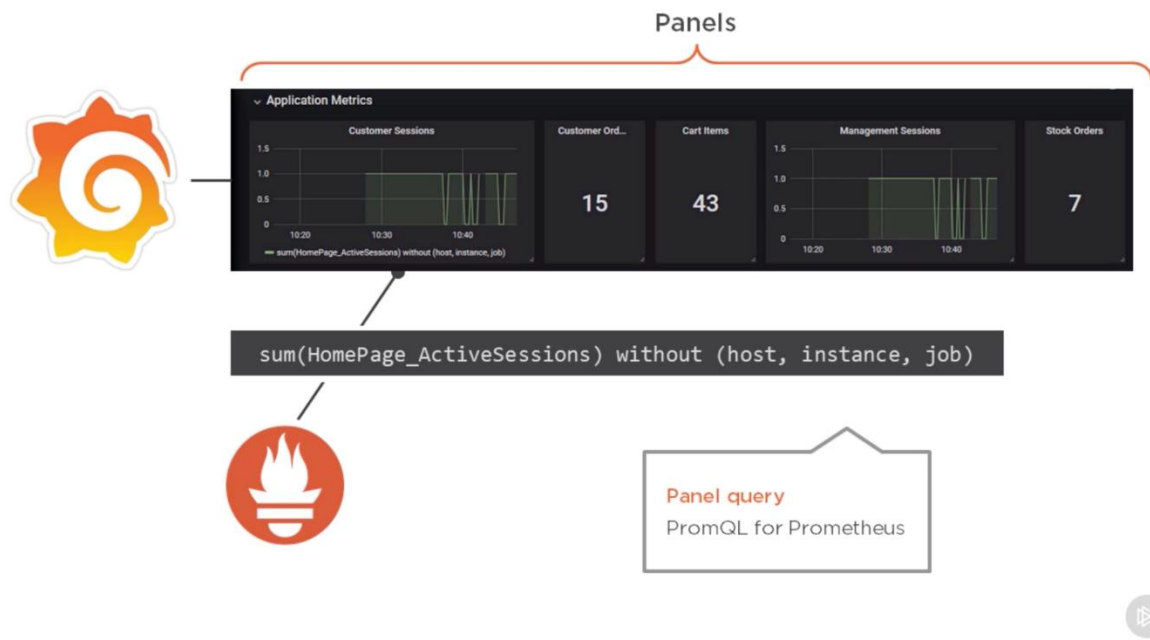 Panels
Application Metrics
Customer Sessions
1.5
1.0
0.5
0
10:20 10:30 10:40
sum(HomePage_ActiveSessions) without (host, instance, job)
Customer Ord...
15
Cart Items
43
Management Sessions
1.5
1.0
0.5
0
10:20 10:30 10:40
Stock Orders
7
sum(HomePage_ActiveSessions) without (host, instance, job)
Panel query
PromQL for Prometheus